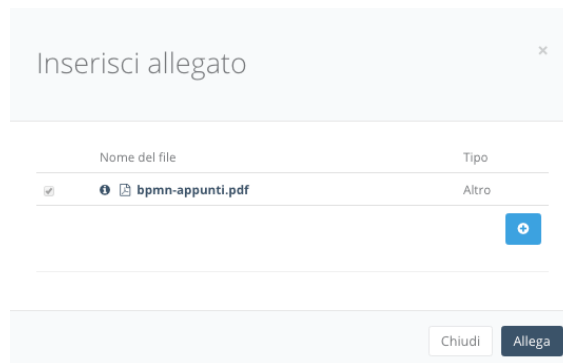 Inserisci allegato
×
Nome del file Tipo
bpmn-appunti.pdf Altro
Chiudi Allega